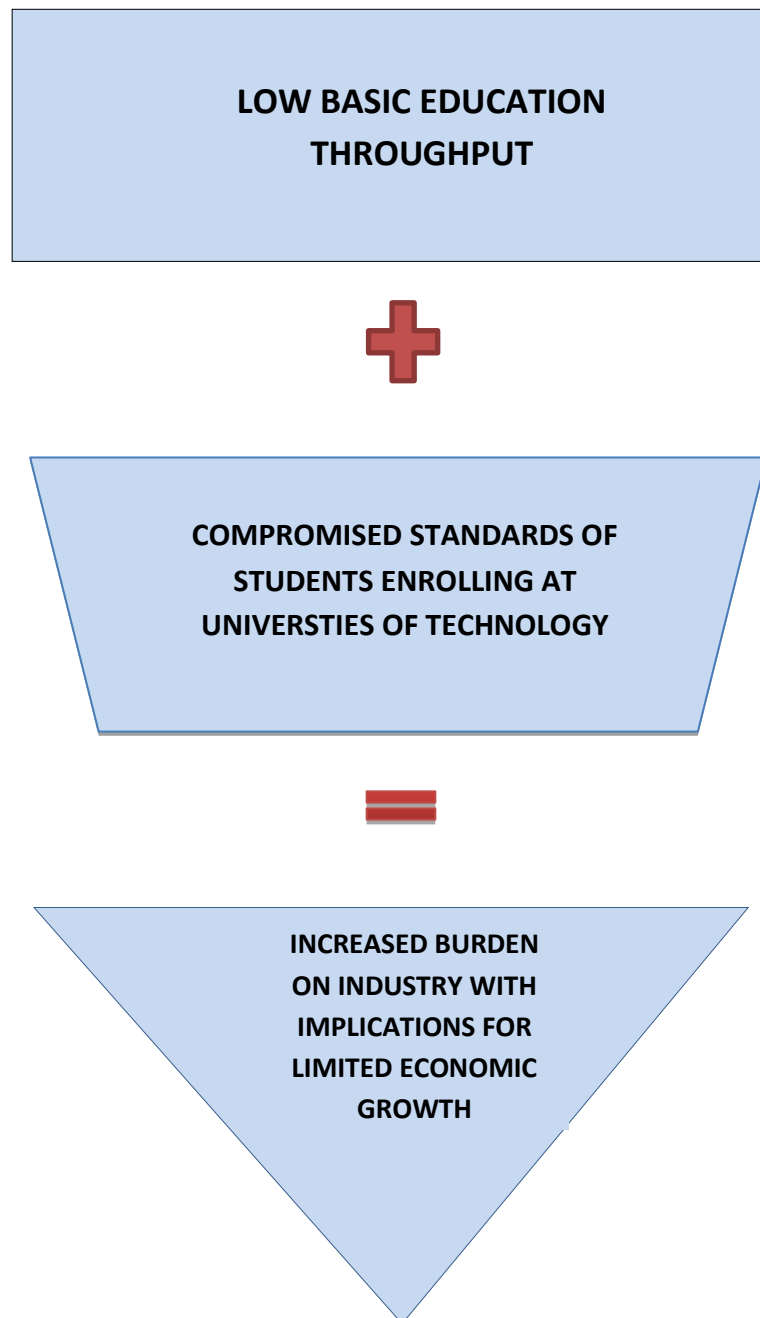 LOW BASIC EDUCATION
THROUGHPUT
COMPROMISED STANDARDS OF
STUDENTS ENROLLING AT
UNIVERSTIES OF TECHNOLOGY
INCREASED BURDEN
ON INDUSTRY WITH
IMPLICATIONS FOR
LIMITED ECONOMIC
GROWTH